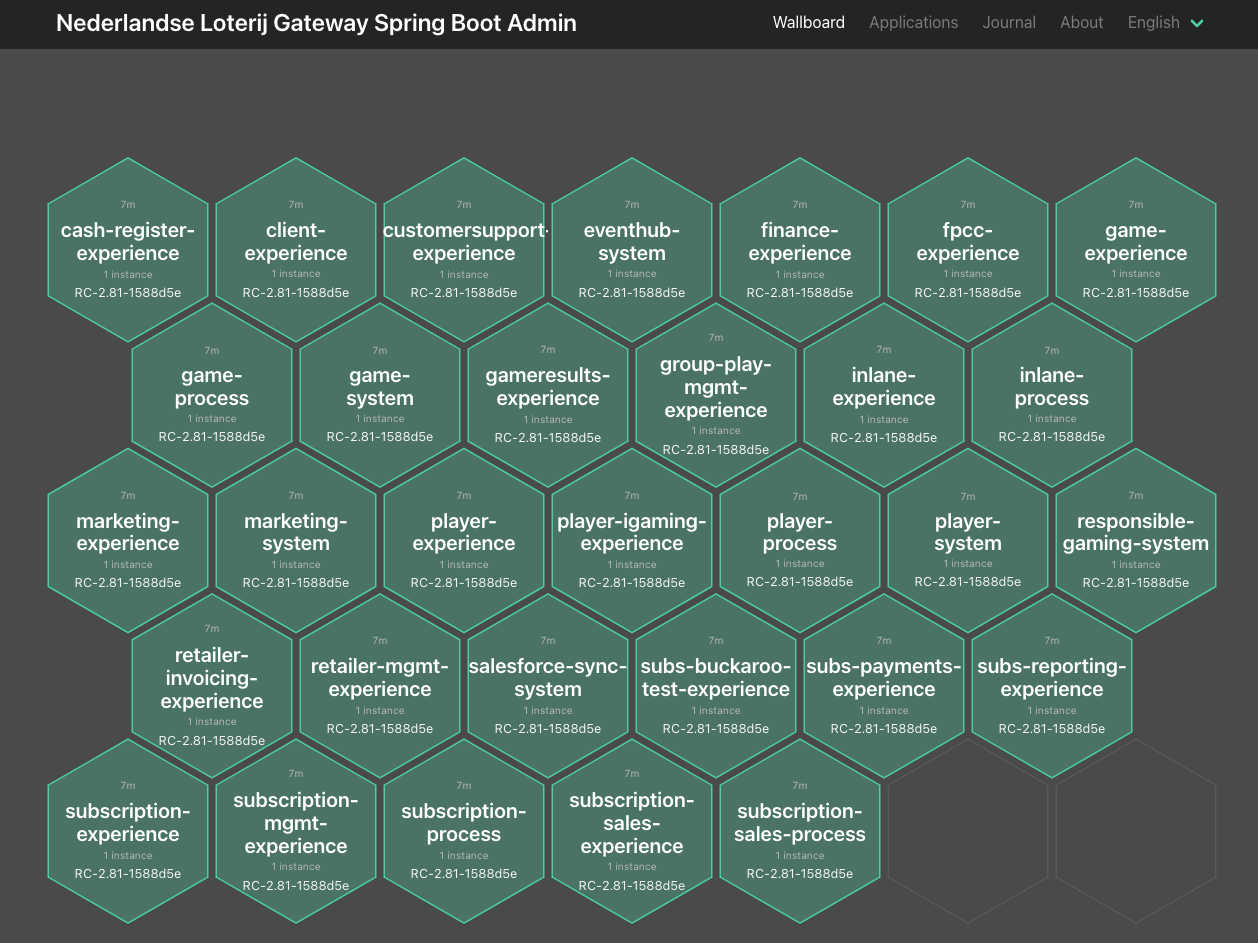 Nederlandse Loterij Gateway Spring Boot Admin
Wallboard Applications Journal About English
7m
cash-register-
experience
1 instance
RC-2.81-1588d5e
7m
client-
experience
1 instance
RC-2.81-1588d5e
7m
customersupport-
experience
1 instance
RC-2.81-1588d5e
7m
eventhub-
system
1 instance
RC-2.81-1588d5e
7m
finance-
experience
1 instance
RC-2.81-1588d5e
7m
fpcc-
experience
1 instance
RC-2.81-1588d5e
7m
game-
experience
1 instance
RC-2.81-1588d5e
7m
game-
process
1 instance
RC-2.81-1588d5e
7m
game-
system
1 instance
RC-2.81-1588d5e
7m
gameresults-
experience
1 instance
RC-2.81-1588d5e
7m
group-play-
mgmt-
experience
1 instance
RC-2.81-1588d5e
7m
inlane-
experience
1 instance
RC-2.81-1588d5e
7m
inlane-
process
1 instance
RC-2.81-1588d5e
7m
marketing-
experience
1 instance
RC-2.81-1588d5e
7m
marketing-
system
1 instance
RC-2.81-1588d5e
7m
player-
experience
1 instance
RC-2.81-1588d5e
7m
player-igaming-
experience
1 instance
RC-2.81-1588d5e
7m
player-
process
1 instance
RC-2.81-1588d5e
7m
player-
system
1 instance
RC-2.81-1588d5e
7m
responsible-
gaming-system
1 instance
RC-2.81-1588d5e
7m
retailer-
invoicing-
experience
1 instance
RC-2.81-1588d5e
7m
retailer-mgmt-
experience
1 instance
RC-2.81-1588d5e
7m
salesforce-sync-
system
1 instance
RC-2.81-1588d5e
7m
subs-buckaroo-
test-experience
1 instance
RC-2.81-1588d5e
7m
subs-payments-
experience
1 instance
RC-2.81-1588d5e
7m
subs-reporting-
experience
1 instance
RC-2.81-1588d5e
7m
subscription-
experience
1 instance
RC-2.81-1588d5e
7m
subscription-
mgmt-
experience
1 instance
RC-2.81-1588d5e
7m
subscription-
process
1 instance
RC-2.81-1588d5e
7m
subscription-
sales-
experience
1 instance
RC-2.81-1588d5e
7m
subscription-
sales-process
1 instance
RC-2.81-1588d5e